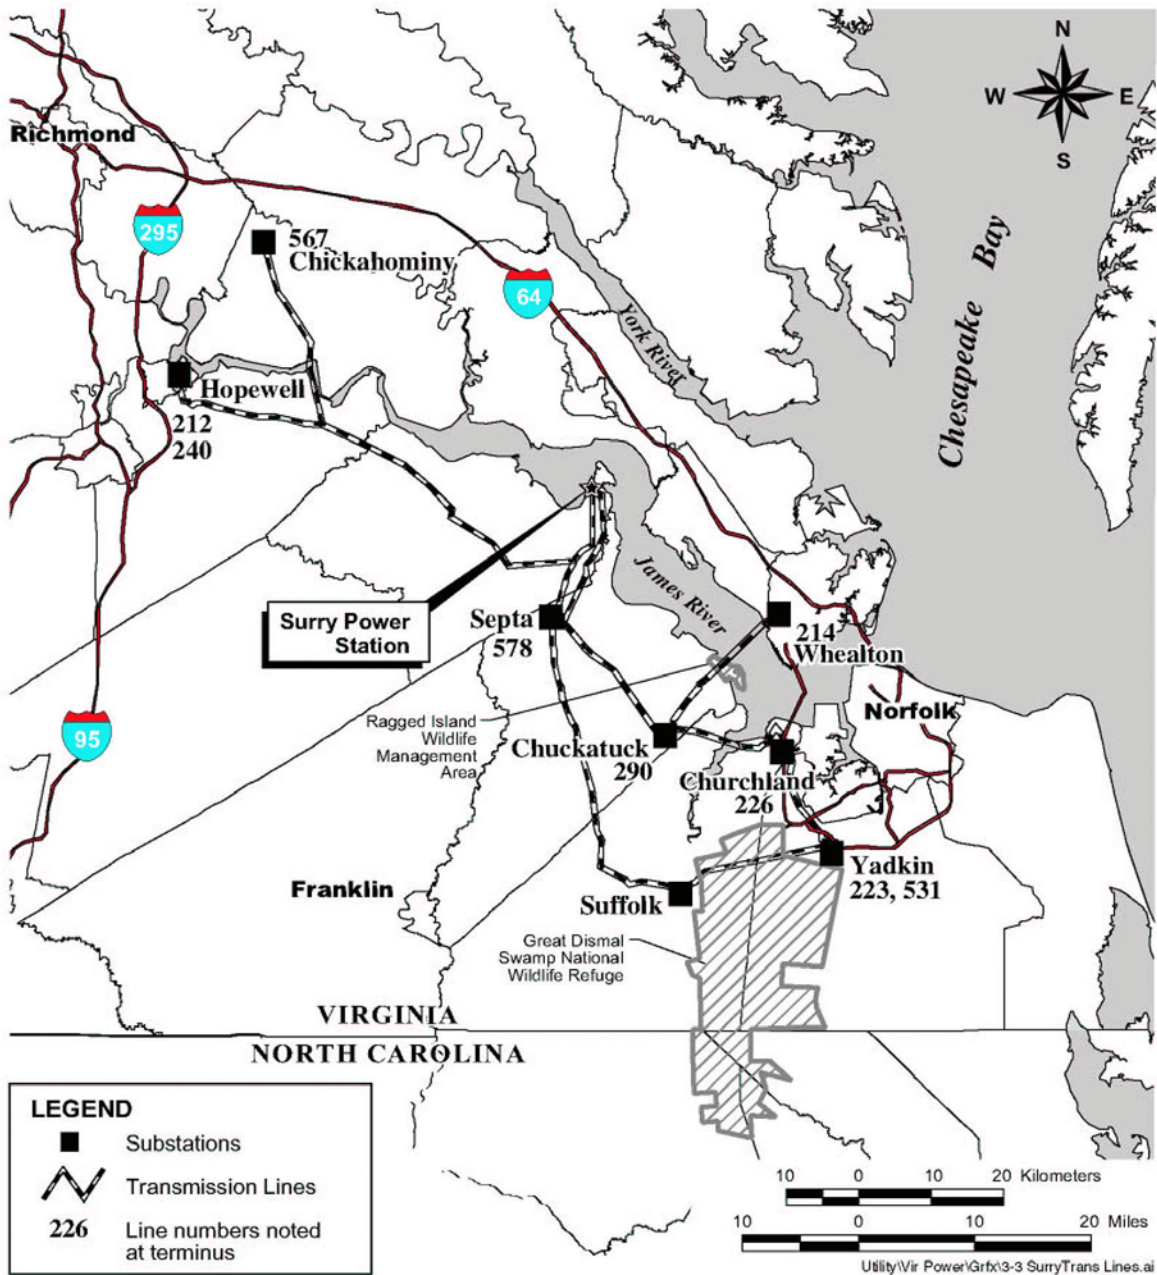 N
W E
S
Richmond
295
567
Chickahominy
64
York River
Chesapeake Bay
Hopewell
212
240
James River
Surry Power
Station
Septa
578
214
Whealton
Ragged Island
Wildlife
Management
Area
95
Norfolk
Chuckatuck
290
Churchland
226
Yadkin
223, 531
Franklin
Suffolk
Great Dismal
Swamp National
Wildlife Refuge
VIRGINIA
NORTH CAROLINA
LEGEND
Substations
Transmission Lines
226 Line numbers noted
at terminus
10 0 10 20 Kilometers
10 0 10 20 Miles
Utility\Vir Power\Grfx\3-3 SurryTrans Lines.ai